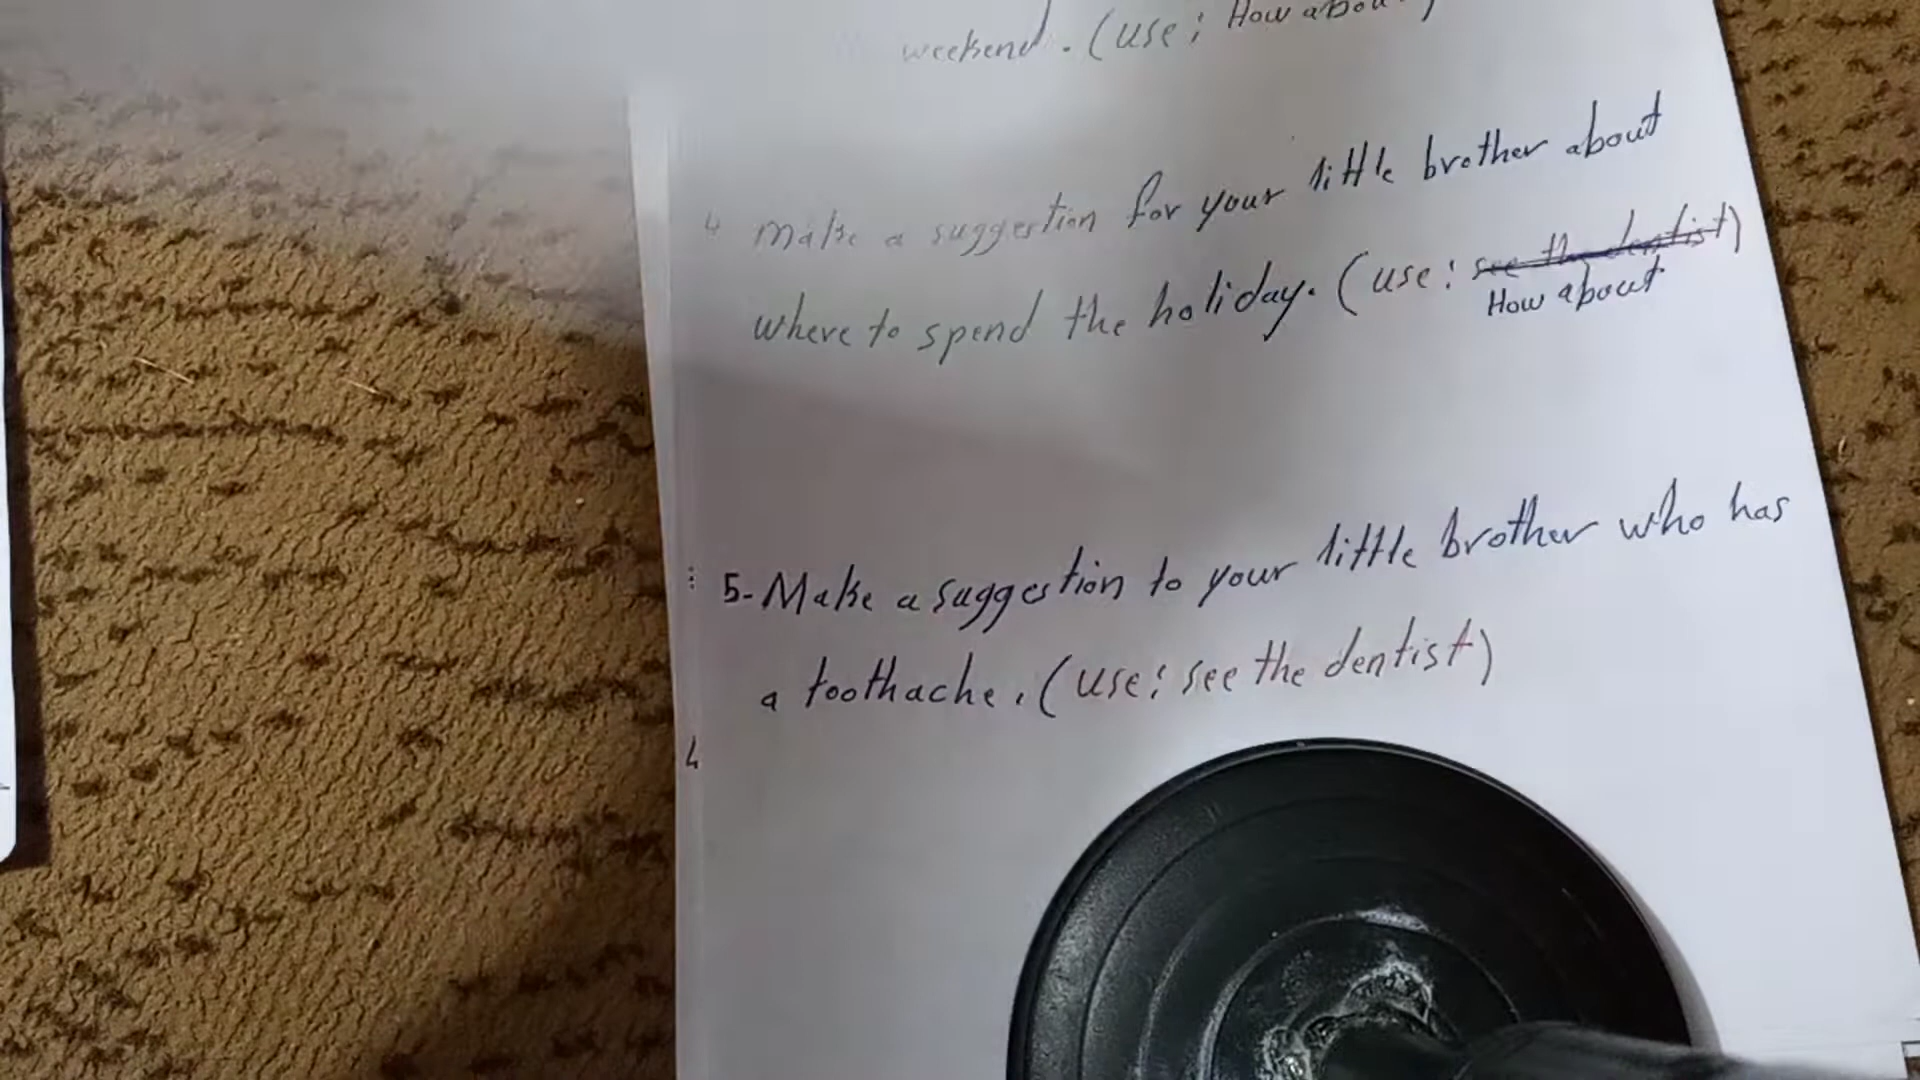 weekend. (use: How about)
4 Make a suggestion for your little brother about
where to spend the holiday. (use: see the dentist)
How about
5- Make a suggestion to your little brother who has
a toothache. (use: see the dentist)